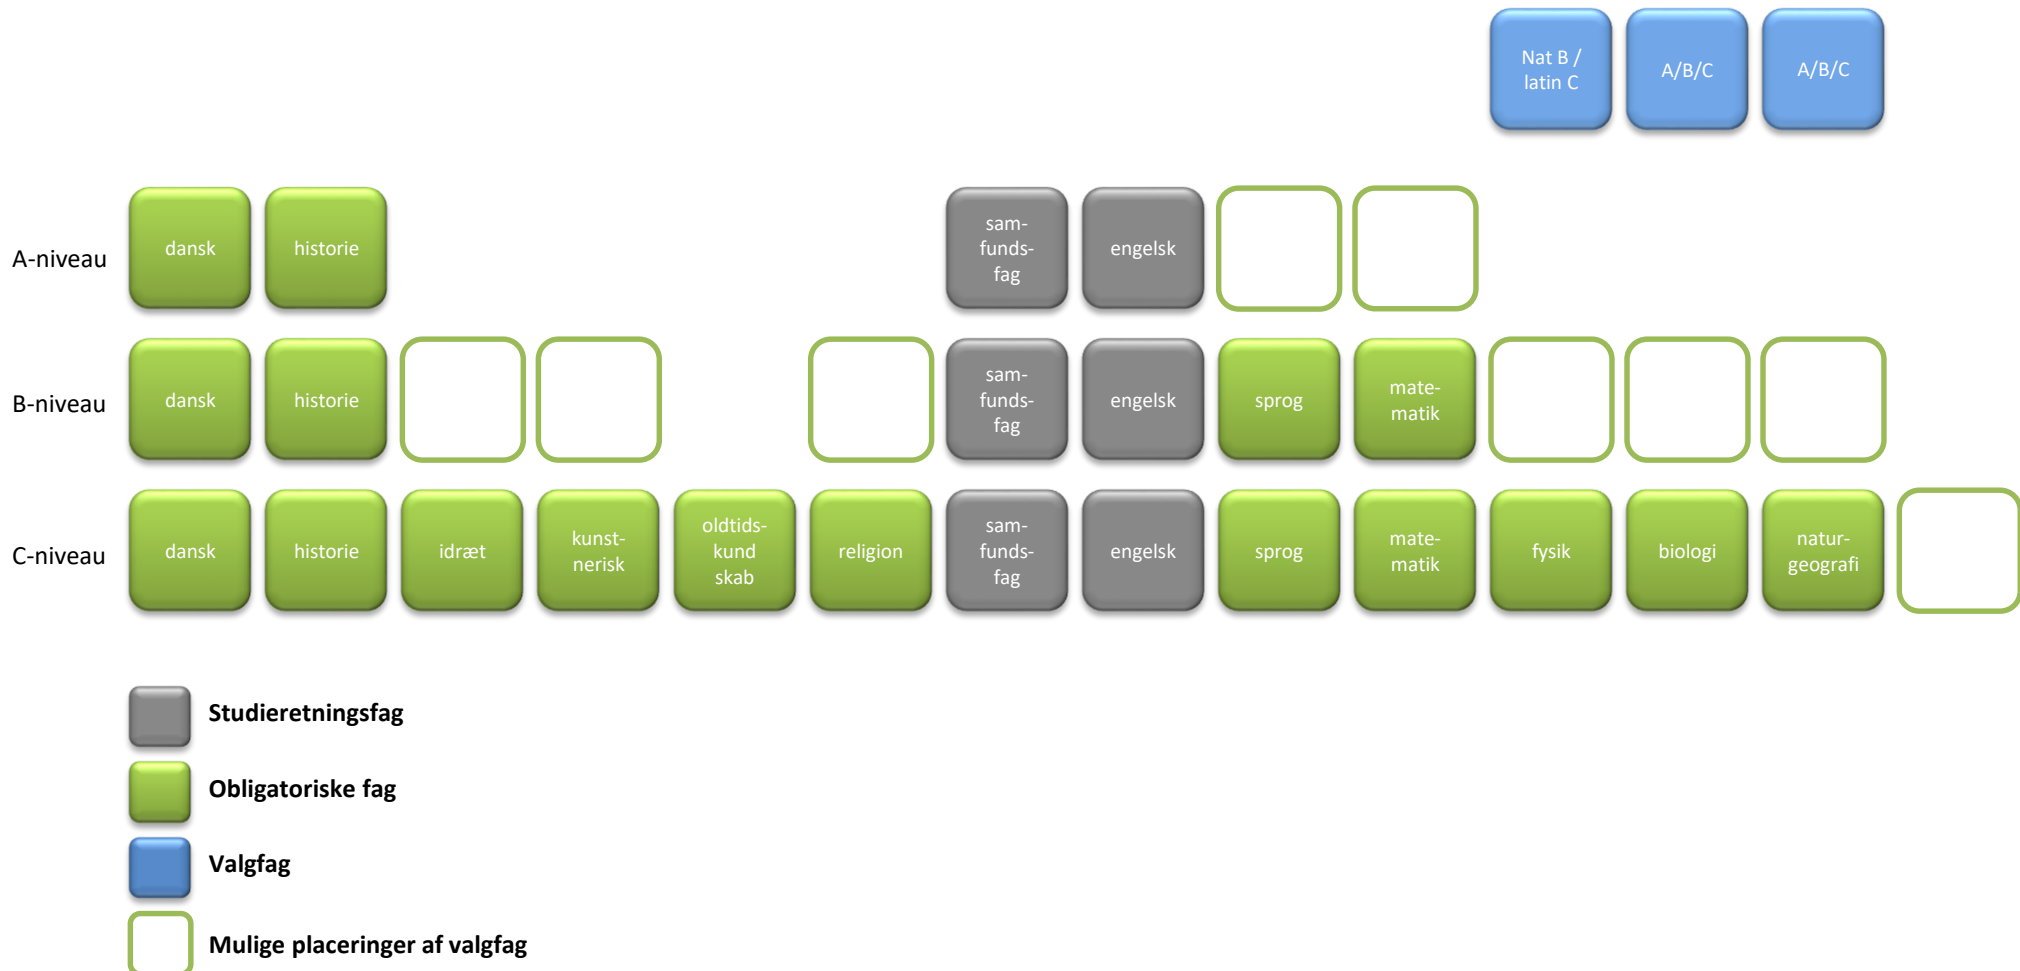 Nat B /
latin C
A/B/C
A/B/C
A-niveau
dansk
historie
sam-
funds-
fag
engelsk
B-niveau
dansk
historie
sam-
funds-
fag
engelsk
sprog
mate-
matik
C-niveau
dansk
historie
idræt
kunst-
nerisk
oldtids-
kund
skab
religion
sam-
funds-
fag
engelsk
sprog
mate-
matik
fysik
biologi
natur-
geografi
Studieretningsfag
Obligatoriske fag
Valgfag
Mulige placeringer af valgfag